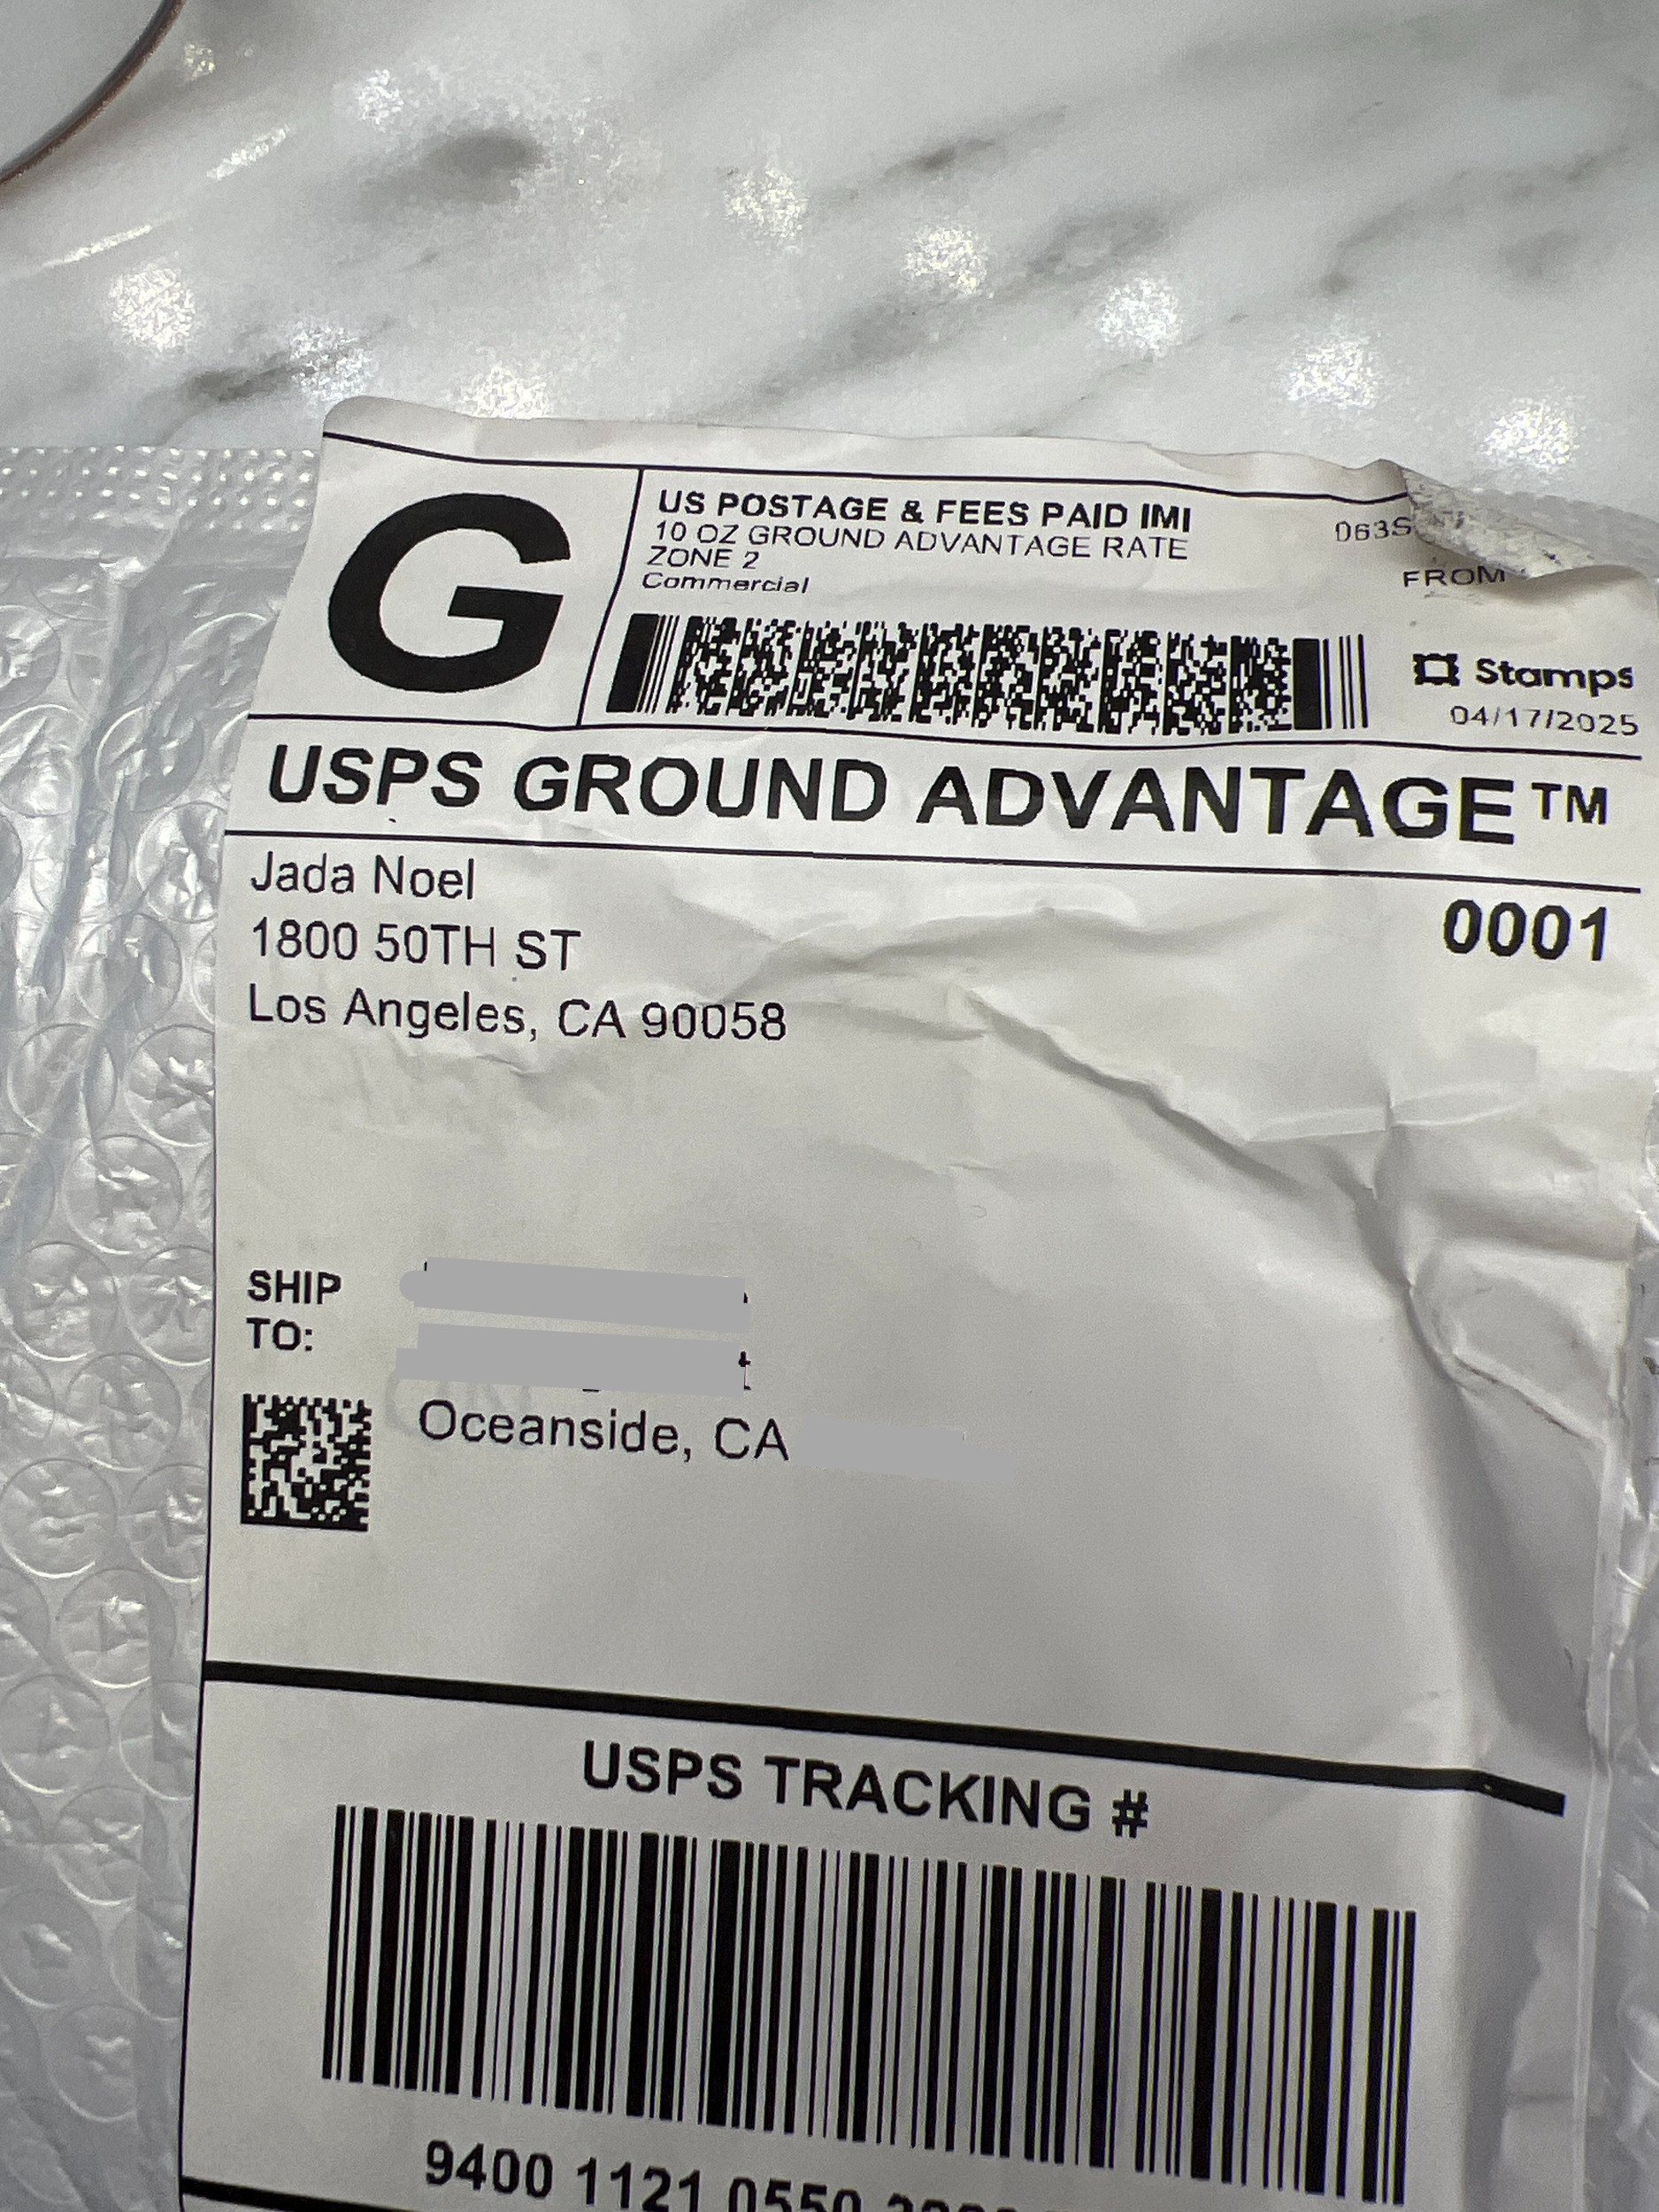 G
US POSTAGE & FEES PAID IMI
10 OZ GROUND ADVANTAGE RATE
ZONE 2
Commercial
063S
FROM
Stamps
04/17/2025
USPS GROUND ADVANTAGE™
Jada Noel
1800 50TH ST
Los Angeles, CA 90058
0001
SHIP
TO:
Oceanside, CA
USPS TRACKING #
9400 1121 0550